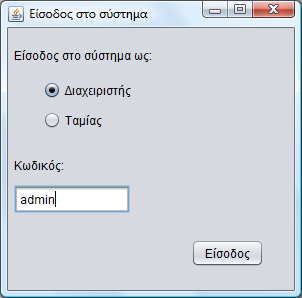 Είσοδος στο σύστημα
Είσοδος στο σύστημα ως:
Διαχειριστής
Ταμίας
Κωδικός:
admin
Είσοδος